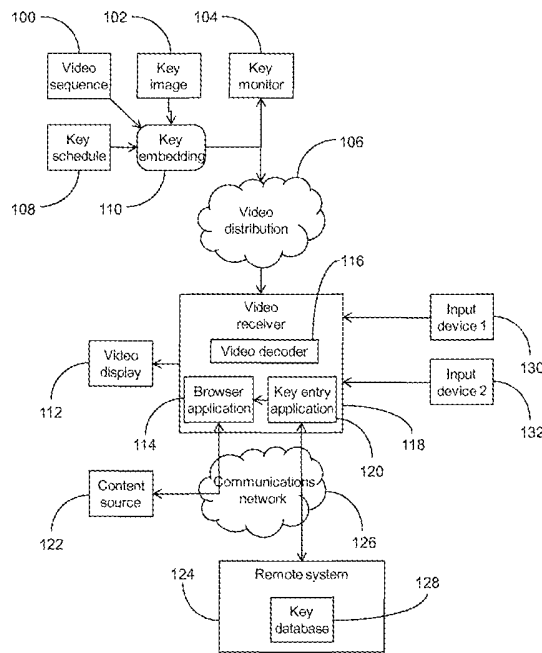 100
102
104
Video
sequence
Key
image
Key
monitor
Key
schedule
Key
embedding
108
110
106
Video
distribution
116
Video
receiver
Video decoder
Input
device 1
130
Video
display
112
Browser
application
Key entry
application
114
118
120
Input
device 2
132
Content
source
122
Communications
network
126
124
Remote system
128
Key
database